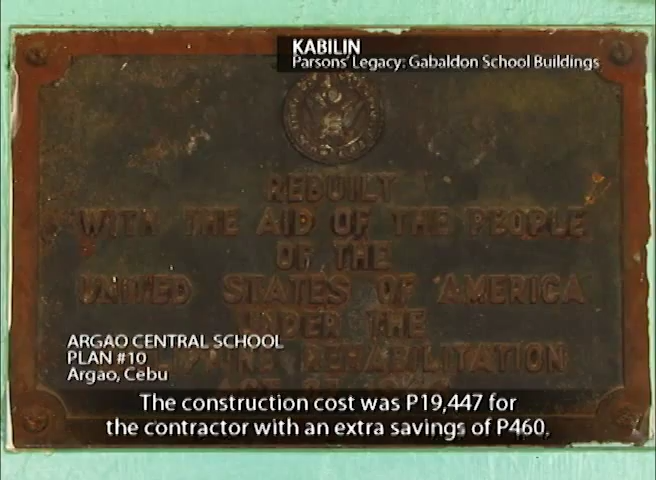 KABILIN
Parsons' Legacy: Gabaldon School Buildings
REBUILT
WITH THE AID OF THE PEOPLE
OF THE
UNITED STATES OF AMERICA
UNDER THE
PHILIPPINE REHABILITATION
ARGAO CENTRAL SCHOOL
PLAN #10
Argao, Cebu
The construction cost was P19,447 for
the contractor with an extra savings of P460.